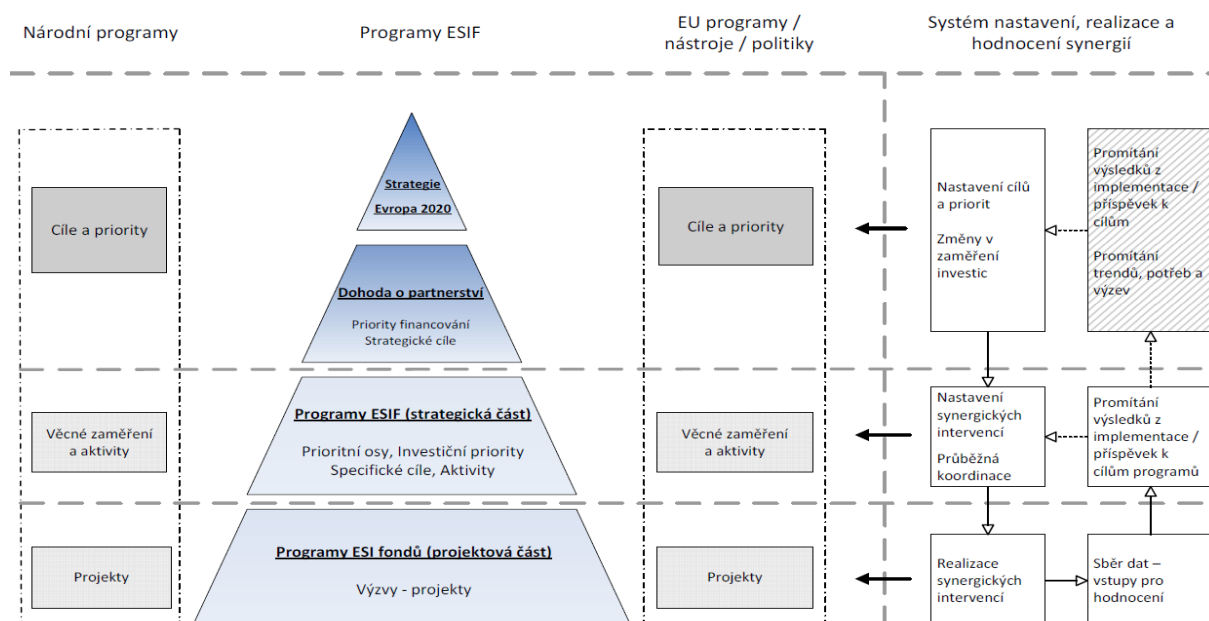 Národní programy
Programy ESIF
EU programy /
nástroje / politiky
Systém nastavení, realizace a
hodnocení synergií
Cíle a priority
Strategie
Evropa 2020
Dohoda o partnerství
Priority financování
Strategické cíle
Cíle a priority
Nastavení cílů
a priorit
Změny v
zaměření
investic
Promítání
výsledků z
implementace /
příspěvek k
cílům
Promítání
trendů, potřeb a
výzev
Věcné zaměření
a aktivity
Programy ESIF (strategická část)
Prioritní osy, Investiční priority
Specifické cíle, Aktivity
Věcné zaměření
a aktivity
Nastavení
synergických
intervencí
Průběžná
koordinace
Promítání
výsledků z
implementace /
příspěvek k
cílům programů
Projekty
Programy ESI fondů (projektová část)
Výzvy - projekty
Projekty
Realizace
synergických
intervencí
Sběr dat –
vstupy pro
hodnocení